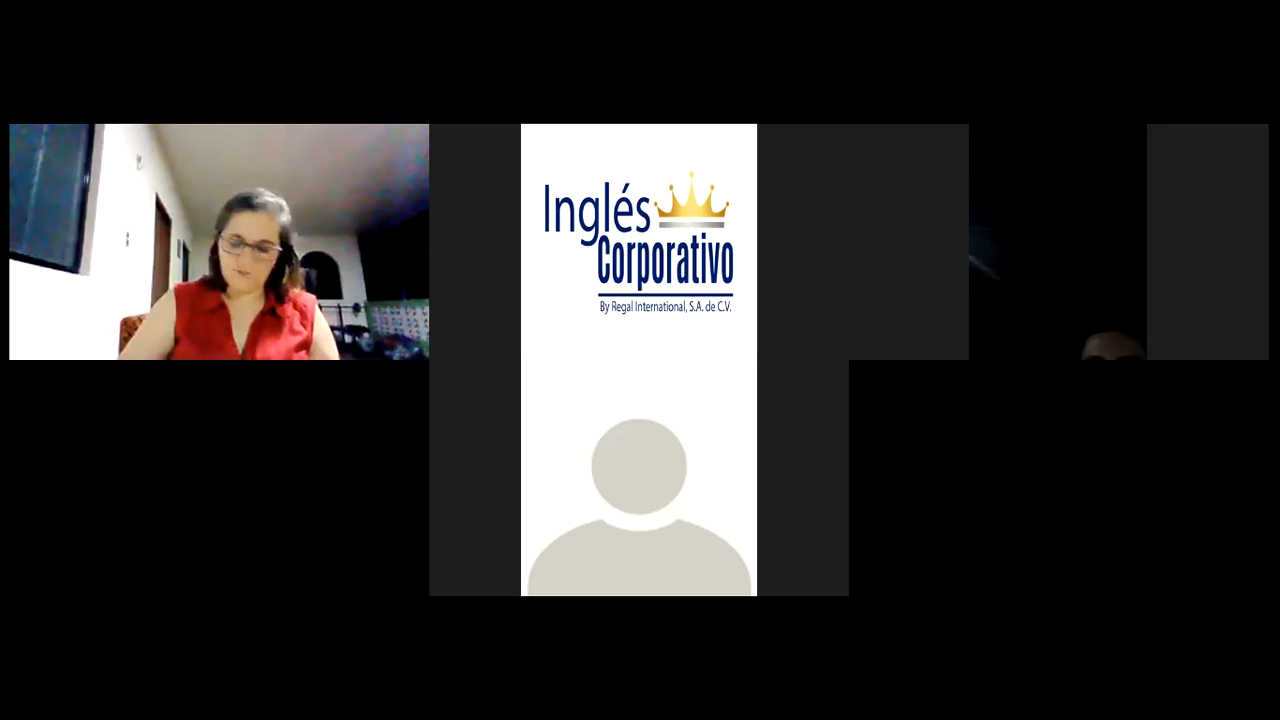 Inglés
Corporativo
By Regal International, S.A. de C.V.